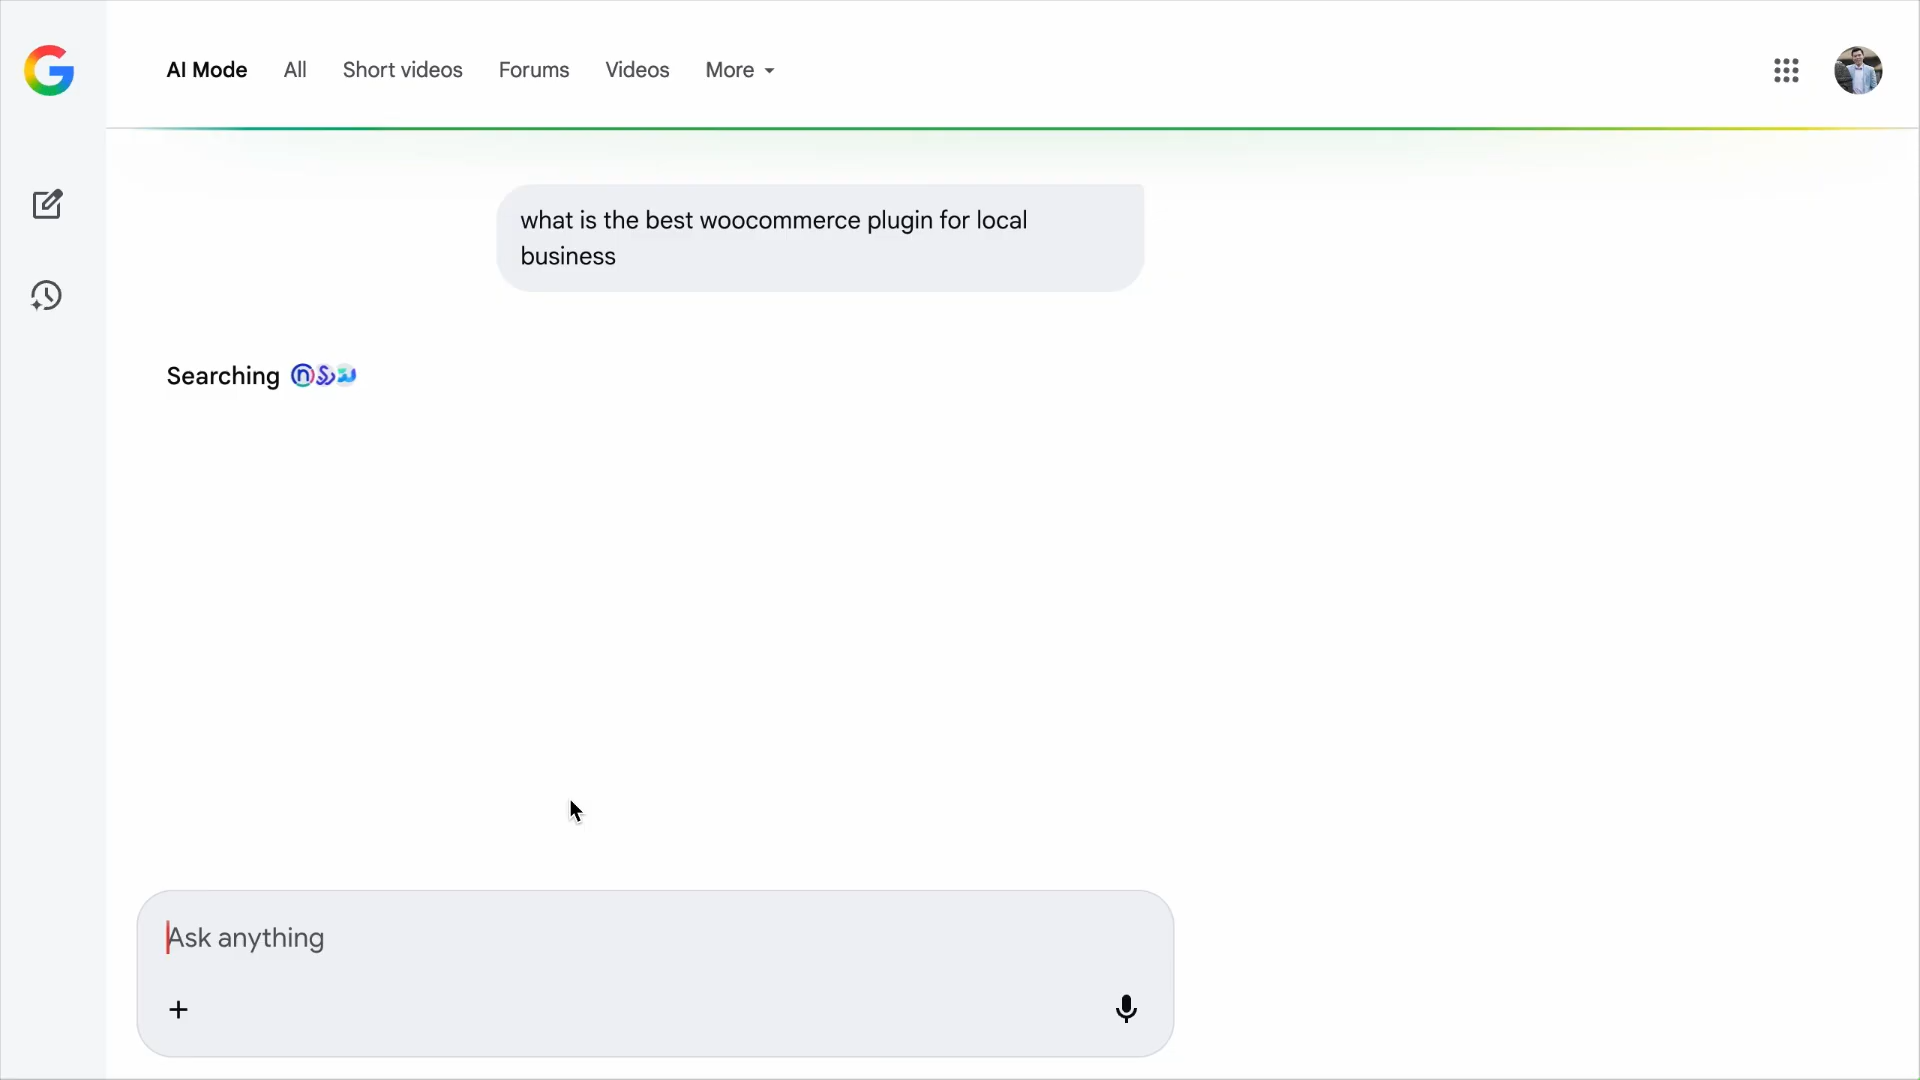 AI Mode All Short videos Forums Videos More
what is the best woocommerce plugin for local
business
Searching
Ask anything